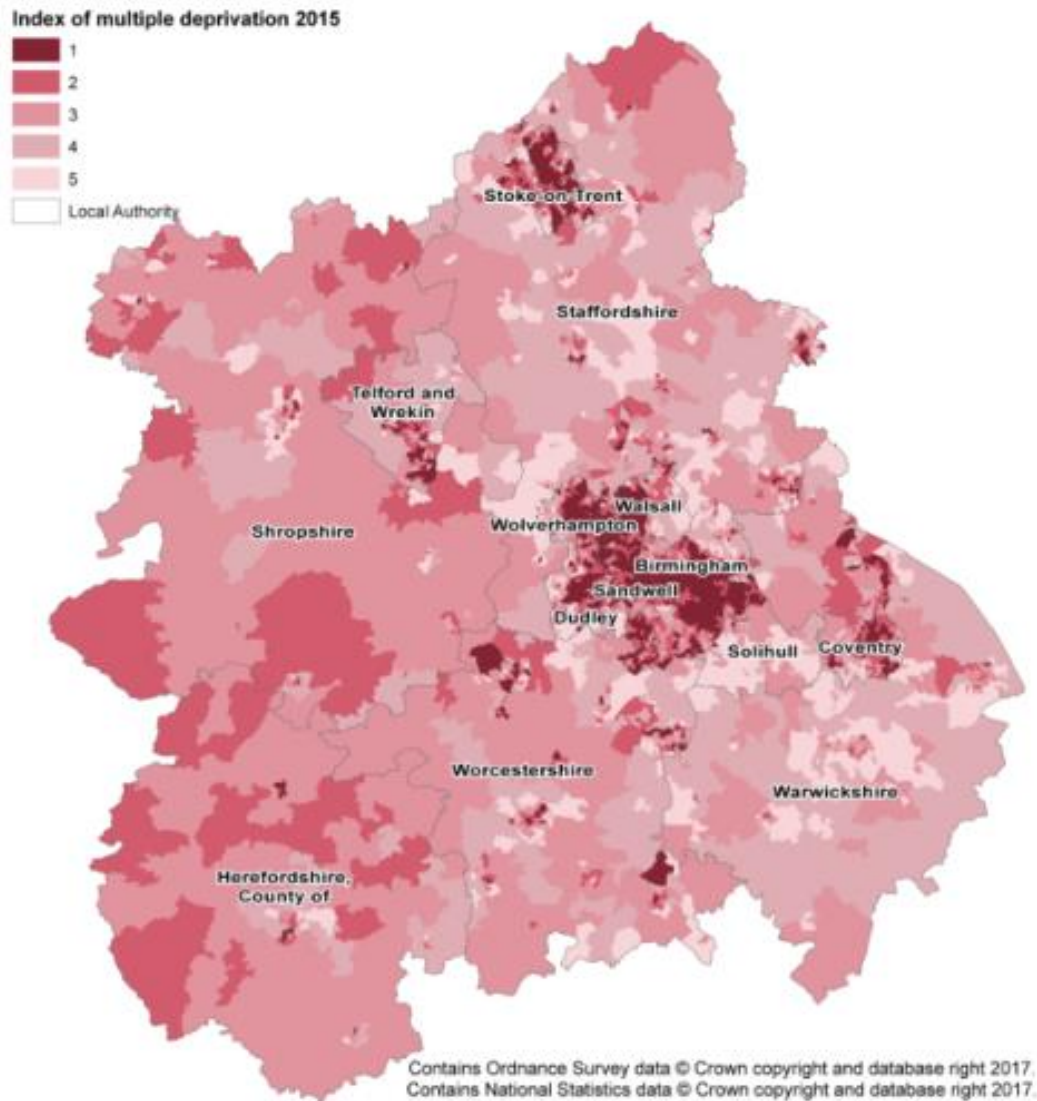 Index of multiple deprivation 2015
1
2
3
4
5
Local Authority
Stoke-on-Trent
Staffordshire
Telford and
Wrekin
Shropshire
Walsall
Wolverhampton
Birmingham
Sandwell
Dudley
Solihull
Coventry
Worcestershire
Warwickshire
Herefordshire,
County of
Contains Ordnance Survey data © Crown copyright and database right 2017.
Contains National Statistics data © Crown copyright and database right 2017.